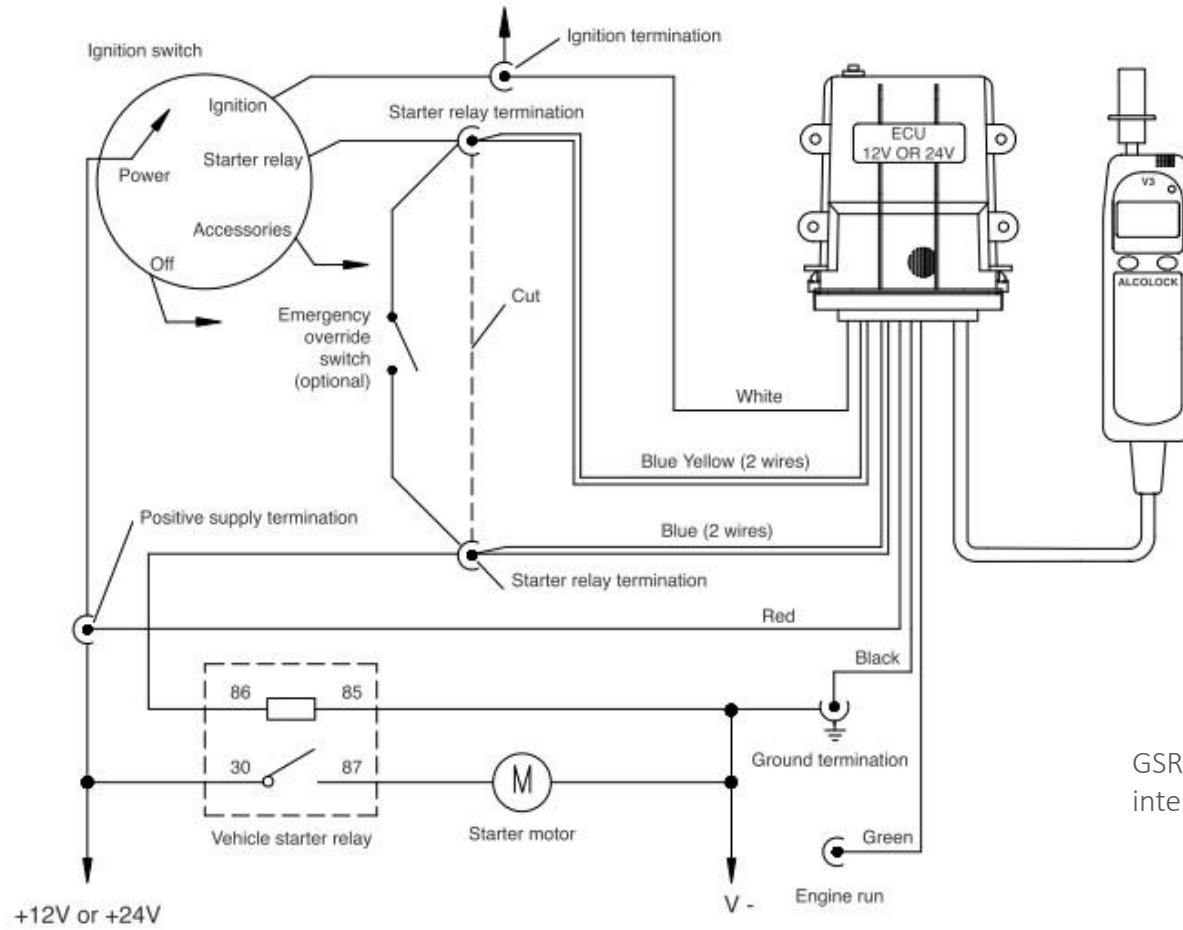 Ignition termination
Ignition switch
Ignition
Starter relay termination
ECU
12V OR 24V
Starter relay
Power
V3
Accessories
Off
ALCOLOCK
Cut
Emergency
override
switch
(optional)
White
Blue Yellow (2 wires)
Positive supply termination
Blue (2 wires)
Starter relay termination
Red
Black
86
85
30
87
M
Ground termination
GSR
inte
Vehicle starter relay
Starter motor
Green
Engine run
+12V or +24V
V -